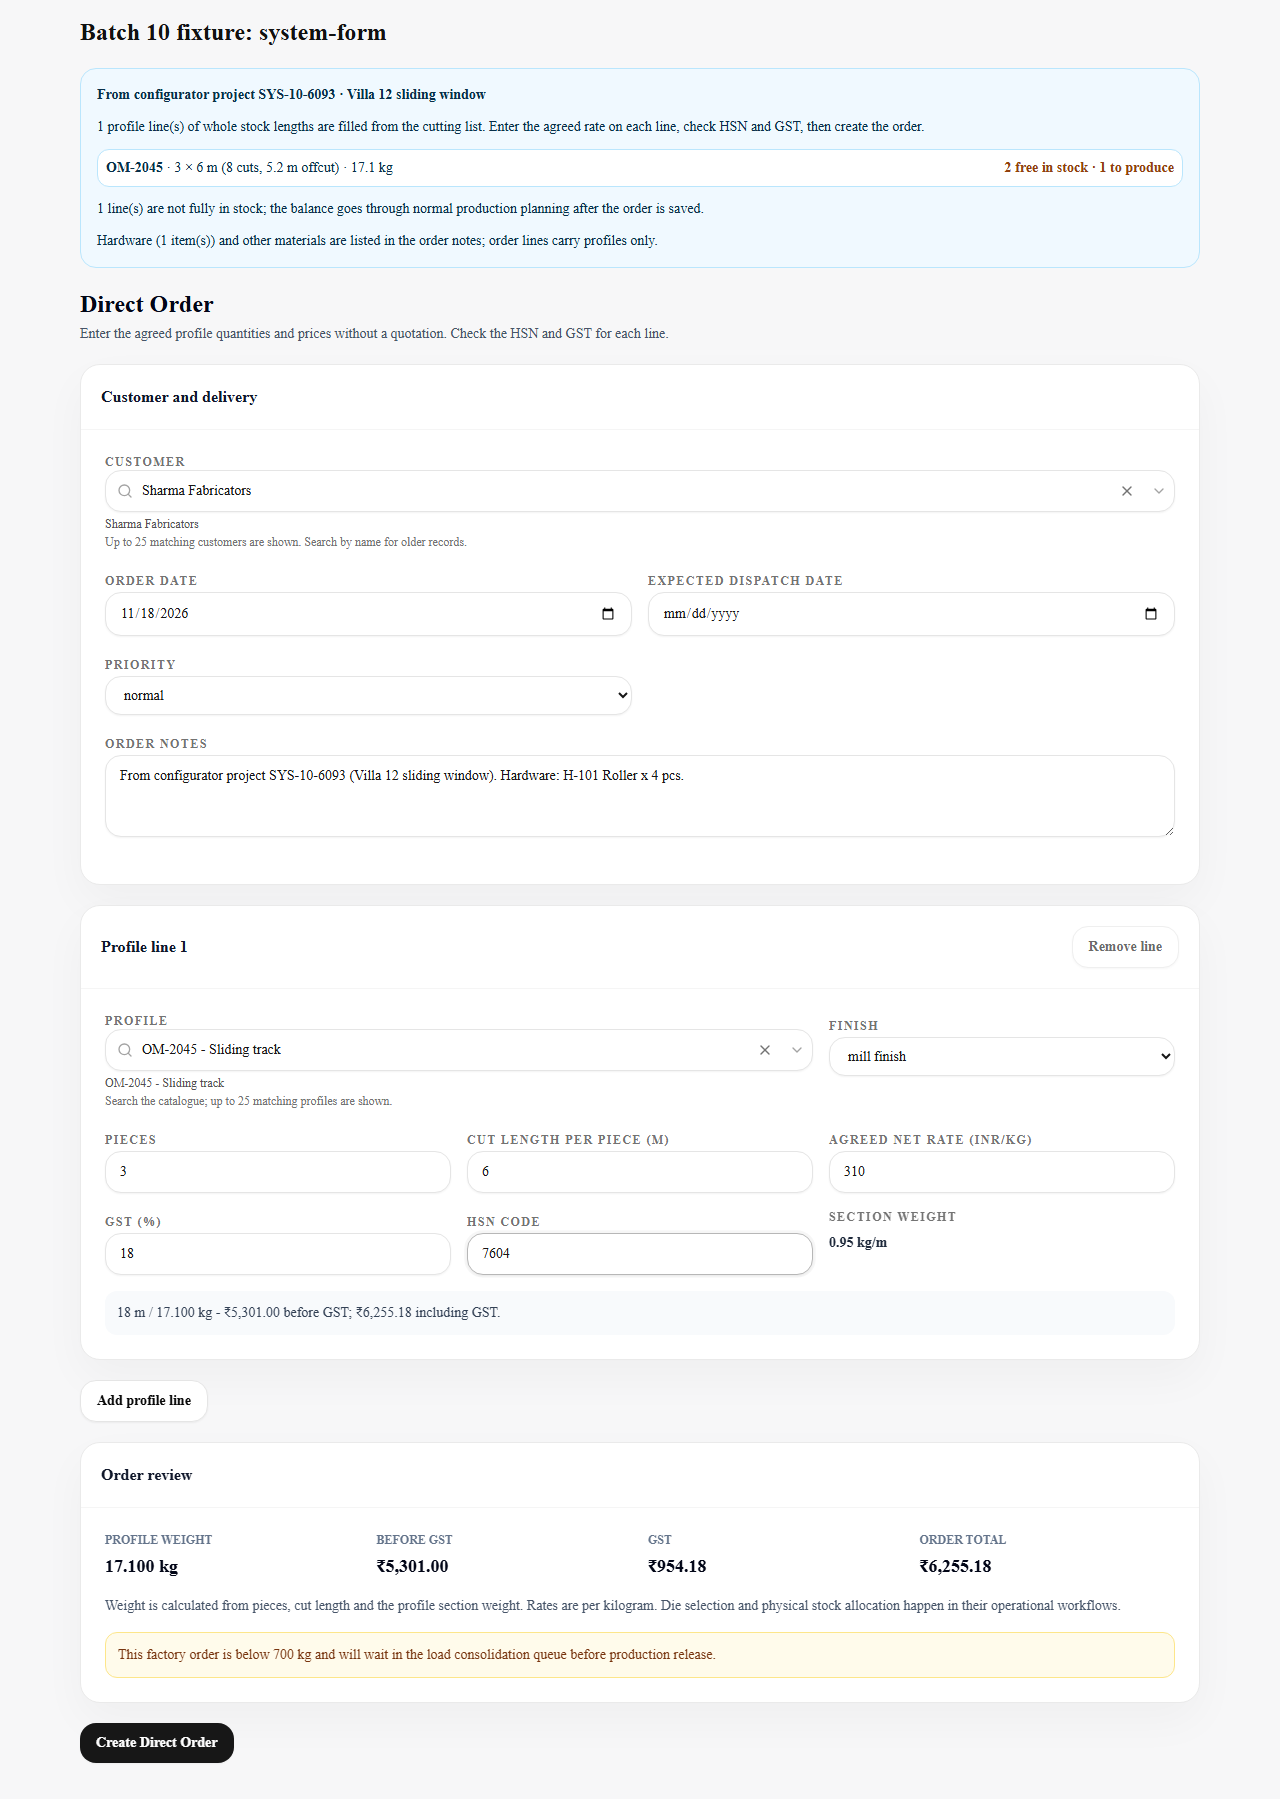 Batch 10 fixture: system-form
From configurator project SYS-10-6093 · Villa 12 sliding window
1 profile line(s) of whole stock lengths are filled from the cutting list. Enter the agreed rate on each line, check HSN and GST, then create the order.
OM-2045 · 3 × 6 m (8 cuts, 5.2 m offcut) · 17.1 kg
2 free in stock · 1 to produce
1 line(s) are not fully in stock; the balance goes through normal production planning after the order is saved.
Hardware (1 item(s)) and other materials are listed in the order notes; order lines carry profiles only.
Direct Order
Enter the agreed profile quantities and prices without a quotation. Check the HSN and GST for each line.
Customer and delivery
CUSTOMER
Sharma Fabricators
Sharma Fabricators
Up to 25 matching customers are shown. Search by name for older records.
ORDER DATE
EXPECTED DISPATCH DATE
11/18/2026
mm/dd/yyyy
PRIORITY
normal
ORDER NOTES
From configurator project SYS-10-6093 (Villa 12 sliding window). Hardware: H-101 Roller x 4 pcs.
Profile line 1
Remove line
PROFILE
FINISH
OM-2045 - Sliding track
mill finish
OM-2045 - Sliding track
Search the catalogue; up to 25 matching profiles are shown.
PIECES
CUT LENGTH PER PIECE (M)
AGREED NET RATE (INR/KG)
3
6
310
GST (%)
HSN CODE
SECTION WEIGHT
18
7604
0.95 kg/m
18 m / 17.100 kg - ₹5,301.00 before GST; ₹6,255.18 including GST.
Add profile line
Order review
PROFILE WEIGHT
BEFORE GST
GST
ORDER TOTAL
17.100 kg
₹5,301.00
₹954.18
₹6,255.18
Weight is calculated from pieces, cut length and the profile section weight. Rates are per kilogram. Die selection and physical stock allocation happen in their operational workflows.
This factory order is below 700 kg and will wait in the load consolidation queue before production release.
Create Direct Order